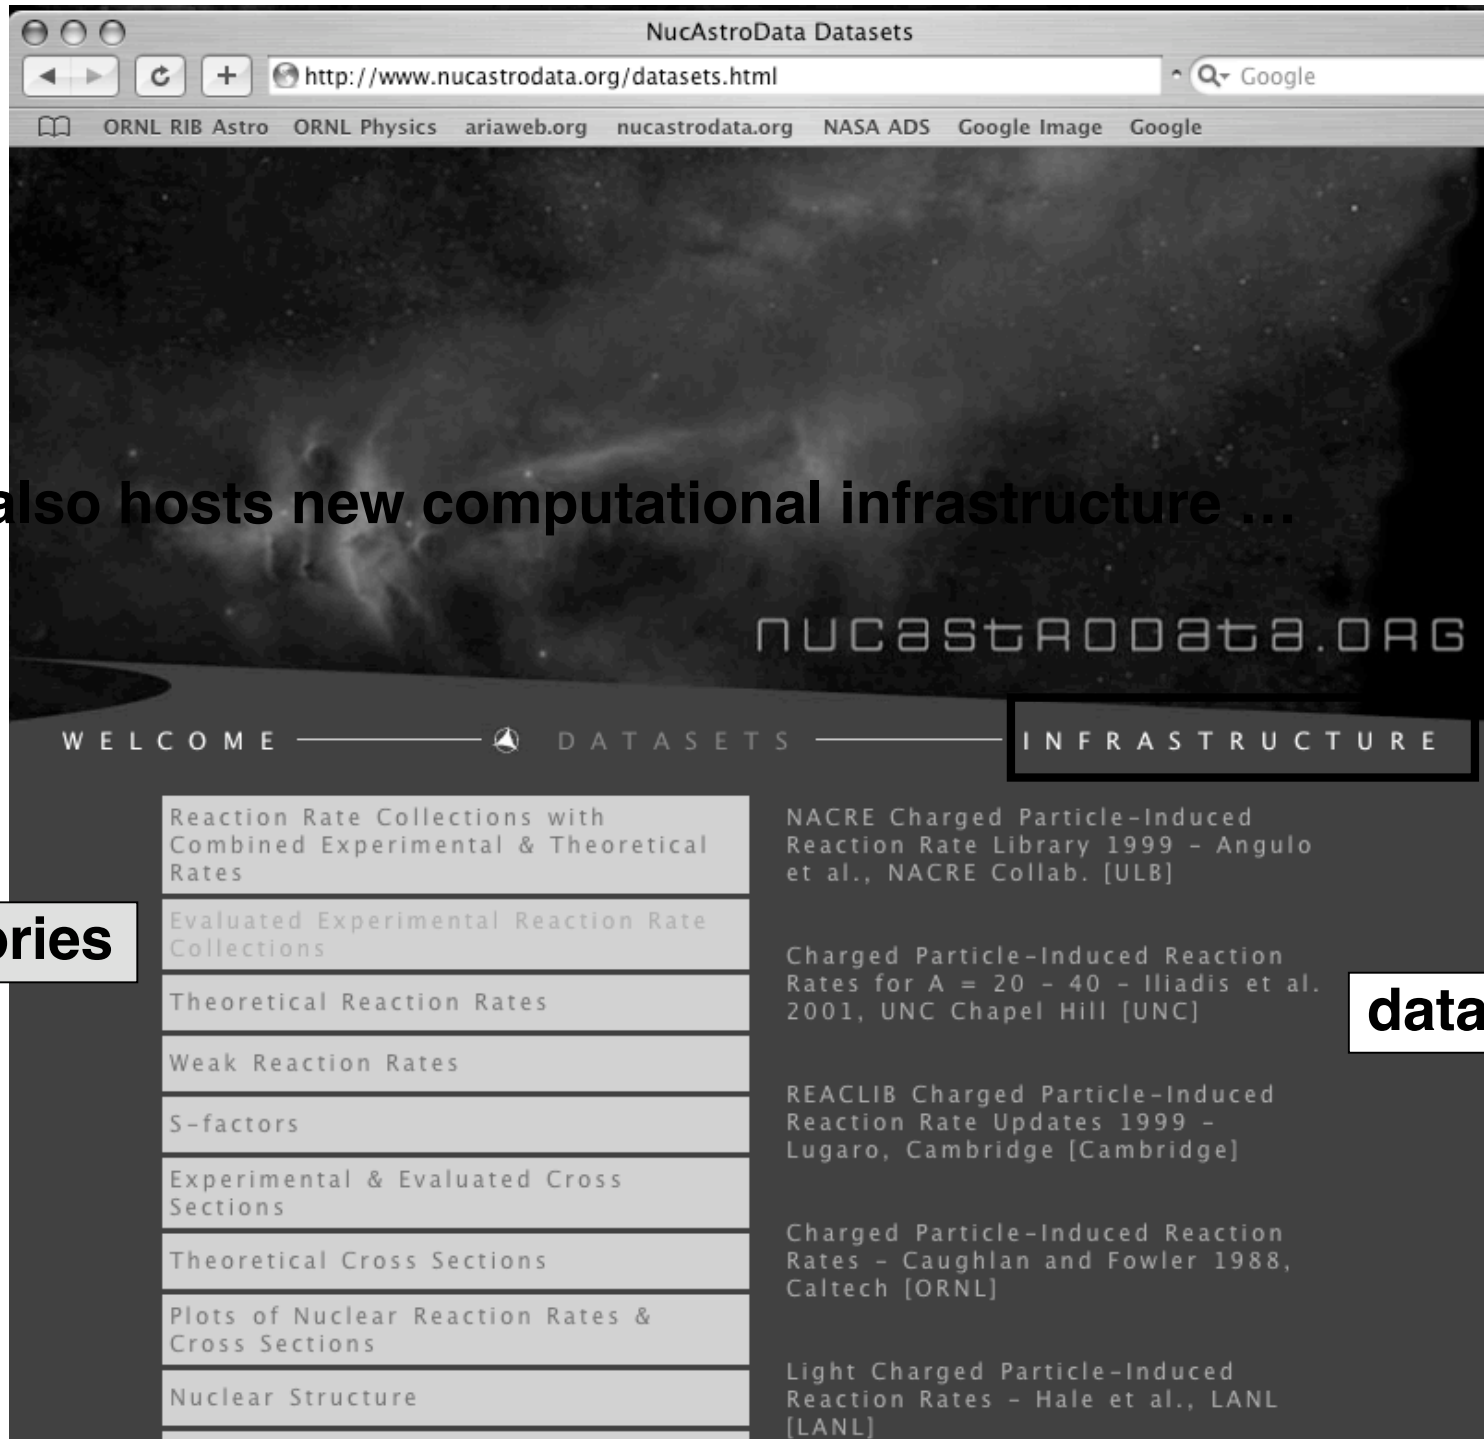 NucAstroData Datasets
http://www.nucastrodata.org/datasets.html
Google
ORNL RIB Astro ORNL Physics ariaweb.org nucastrodata.org NASA ADS Google Image Google
also hosts new computational infrastructure ...
nucastrodata.org
WELCOME DATASETS INFRASTRUCTURE
Reaction Rate Collections with
Combined Experimental & Theoretical
Rates
Evaluated Experimental Reaction Rate
Collections
Theoretical Reaction Rates
Weak Reaction Rates
S-factors
Experimental & Evaluated Cross
Sections
Theoretical Cross Sections
Plots of Nuclear Reaction Rates &
Cross Sections
Nuclear Structure
ories
NACRE Charged Particle-Induced
Reaction Rate Library 1999 - Angulo
et al., NACRE Collab. [ULB]
Charged Particle-Induced Reaction
Rates for A = 20 - 40 - Iliadis et al.
2001, UNC Chapel Hill [UNC]
REACLIB Charged Particle-Induced
Reaction Rate Updates 1999 -
Lugaro, Cambridge [Cambridge]
Charged Particle-Induced Reaction
Rates - Caughlan and Fowler 1988,
Caltech [ORNL]
Light Charged Particle-Induced
Reaction Rates - Hale et al., LANL
[LANL]
data